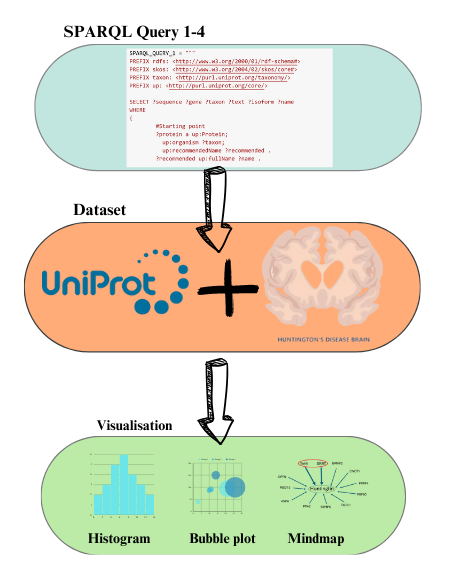 SPARQL Query 1-4
SPARQL_QUERY_1 = """
PREFIX rdfs: <http://www.w3.org/2000/01/rdf-schema#>
PREFIX skos: <http://www.w3.org/2004/02/skos/core#>
PREFIX taxon: <http://purl.uniprot.org/taxonomy/>
PREFIX up: <http://purl.uniprot.org/core/>
SELECT ?sequence ?gene ?taxon ?text ?isoform ?name
WHERE
{
#Starting point
?protein a up:Protein;
up:organism ?taxon;
up:recommendedName ?recommended .
?recommended up:fullName ?name .
Dataset
UniProt
+
HUNTINGTON'S DISEASE BRAIN
Visualisation
Huntingtin
Histogram
Bubble plot
Mindmap